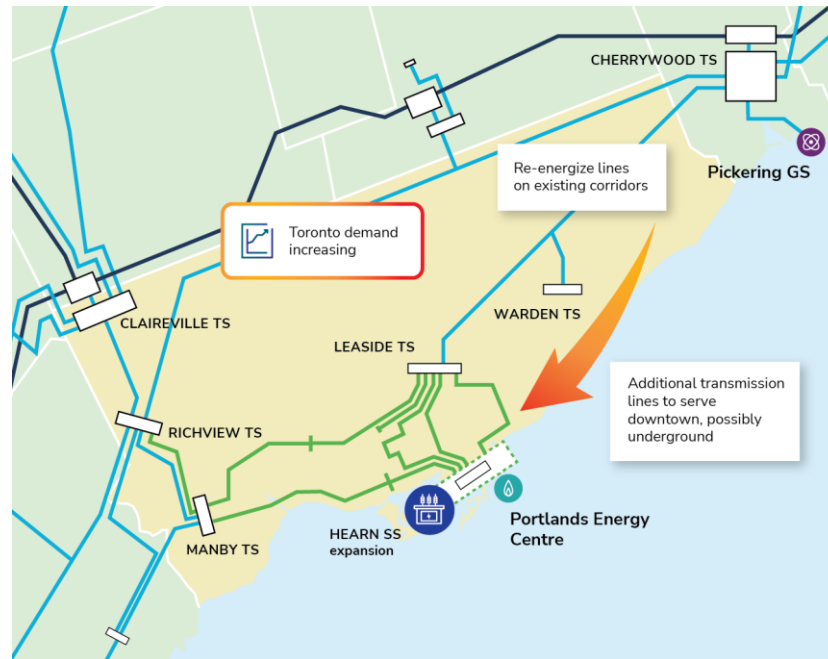 CHERRYWOOD TS
Pickering GS
Re-energize lines
on existing corridors
Toronto demand
increasing
CLAIREVILLE TS
WARDEN TS
LEASIDE TS
Additional transmission
lines to serve
downtown, possibly
underground
RICHVIEW TS
MANBY TS
HEARN SS
expansion
Portlands Energy
Centre